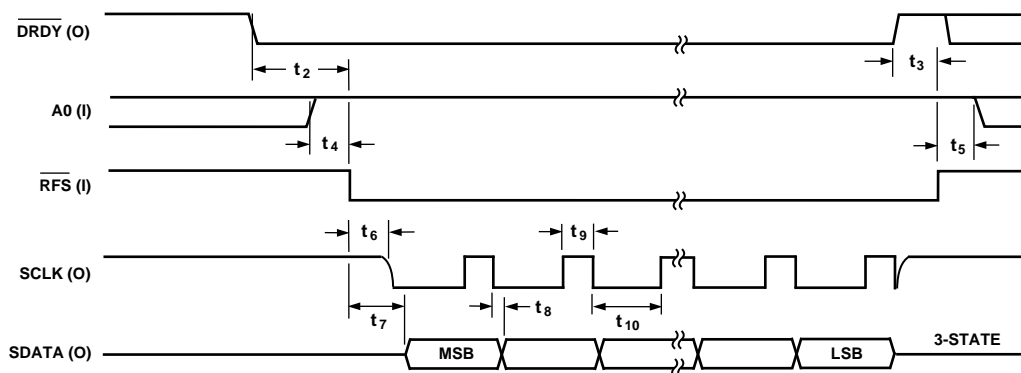 DRDY (O)
t2
t3
A0 (I)
t4
t5
RFS (I)
t6
t9
SCLK (O)
t7
t8
t10
3-STATE
SDATA (O)
MSB
LSB